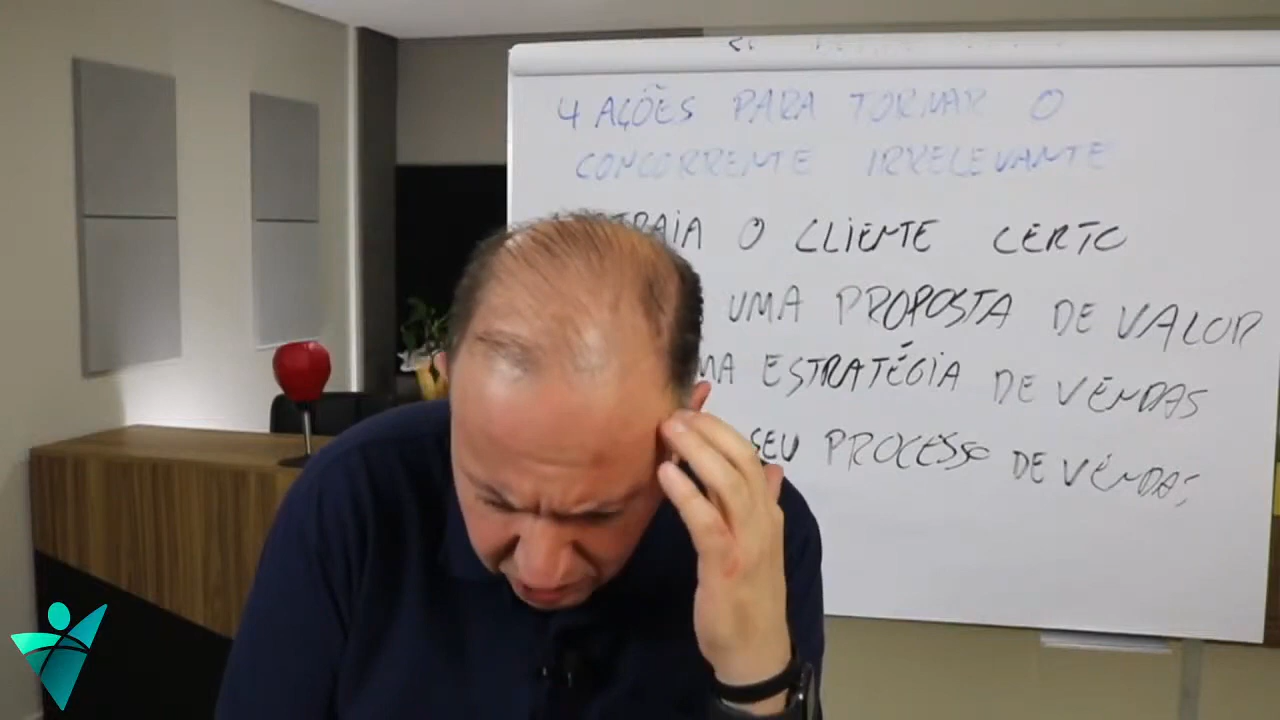 4 AÇÕES PARA TORNAR O
CONCORRENTE IRRELEVANTE
O CLIENTE CERTO
UMA PROPOSTA DE VALOR
ESTRATÉGIA DE VENDAS
SEU PROCESSO DE VENDAS